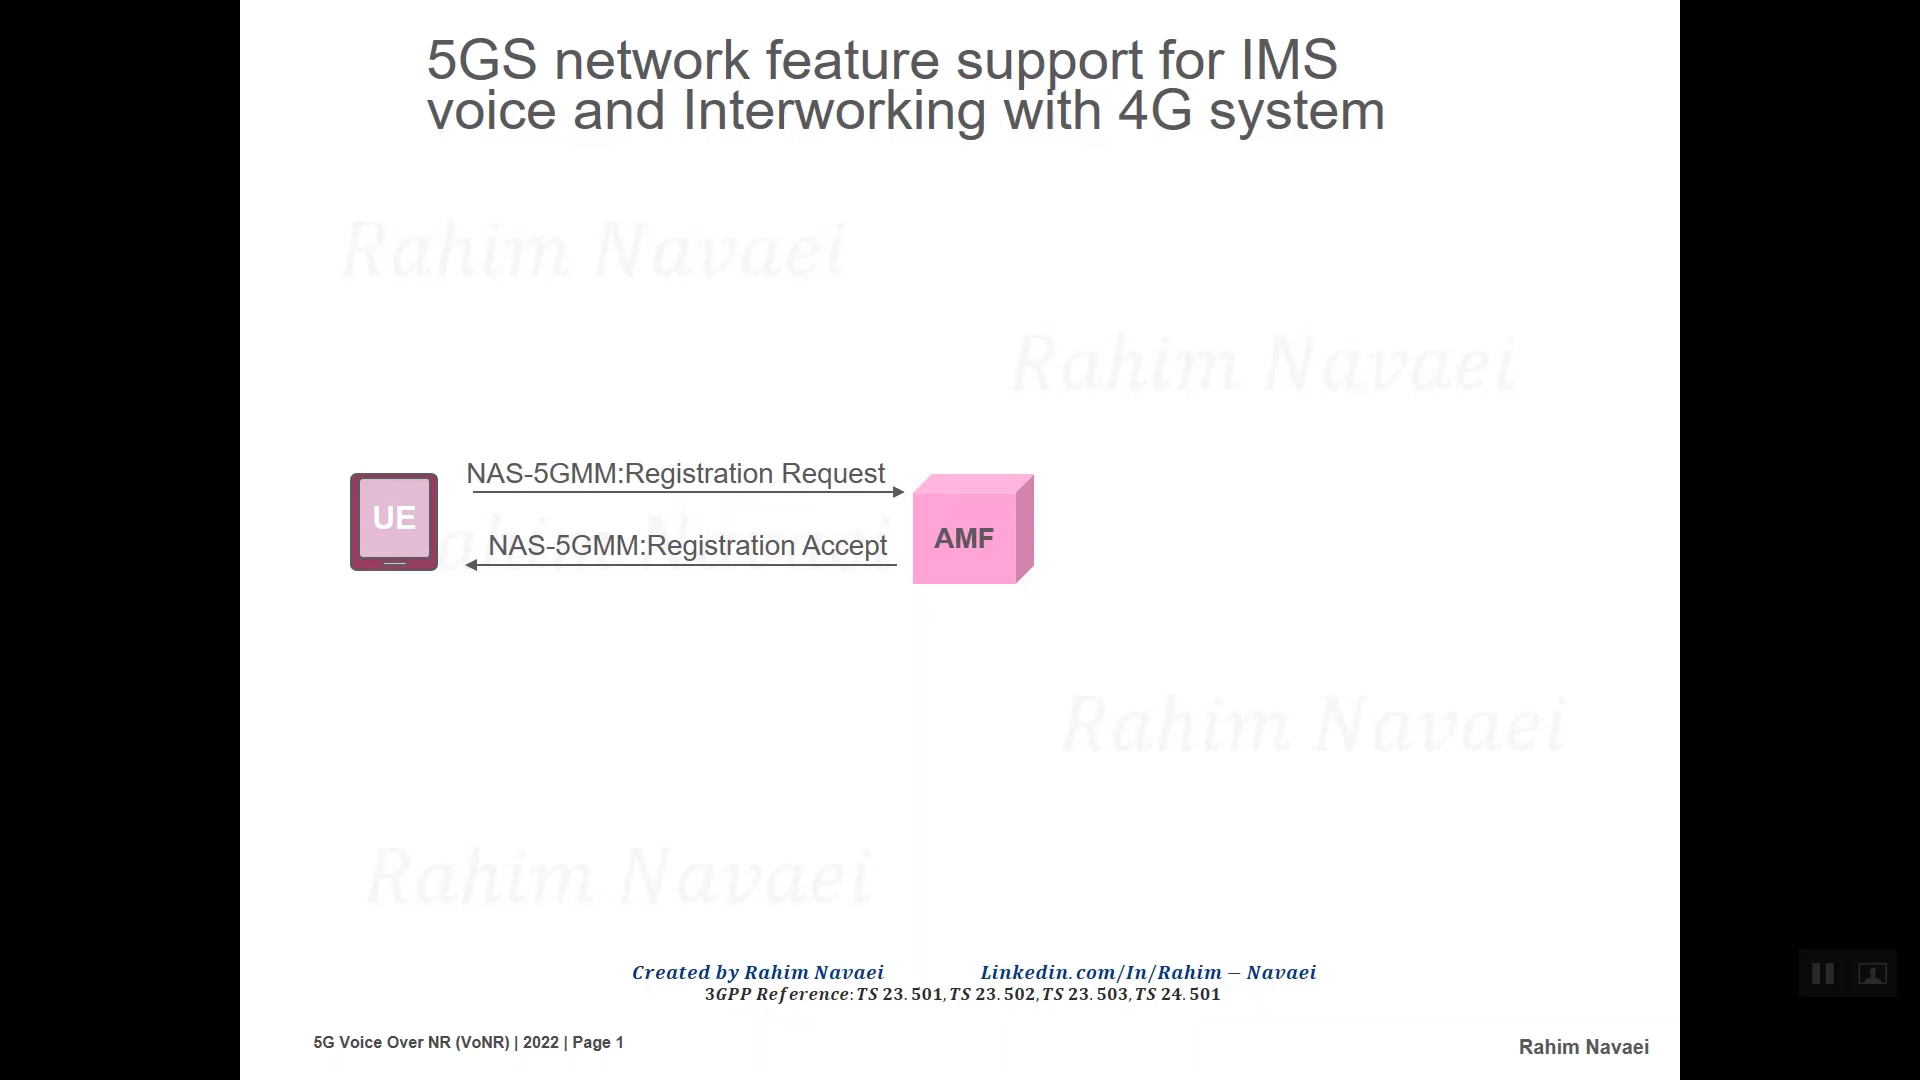 5GS network feature support for IMS
voice and Interworking with 4G system
Rahim Navaei
Rahim Navaei
NAS-5GMM:Registration Request
UE
AMF
NAS-5GMM:Registration Accept
Rahim Navaei
Rahim Navaei
Rahim Navaei
Created by Rahim Navaei Linkedin.com/In/Rahim – Navaei
3GPP Reference: TS 23.501, TS 23.502, TS 23.503, TS 24.501
5G Voice Over NR (VoNR) | 2022 | Page 1
Rahim Navaei